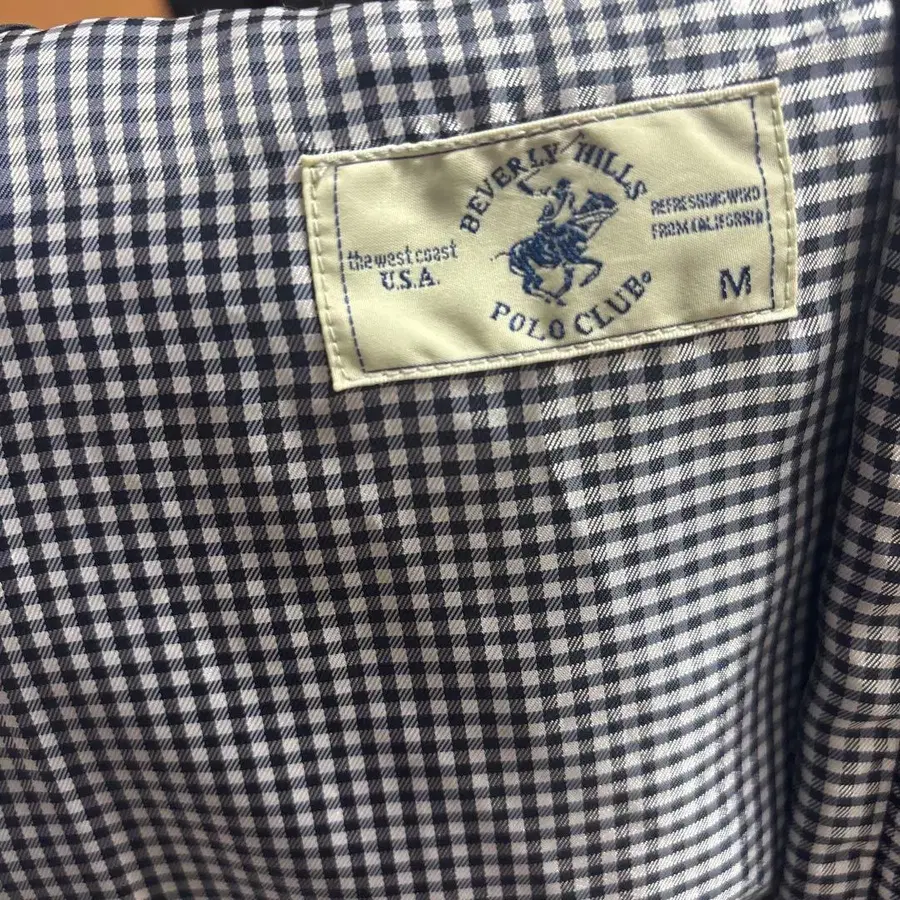 the west coast
U.S.A.
BEVERLY HILLS
POLO CLUB
REFRESHING WIND
FROM CALIFORNIA
M